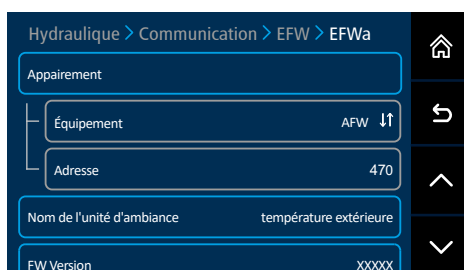 Hydraulique > Communication > EFW > EFWa
Appairement
Équipement AFW
Adresse 470
Nom de l'unité d'ambiance température extérieure
FW Version XXXXX